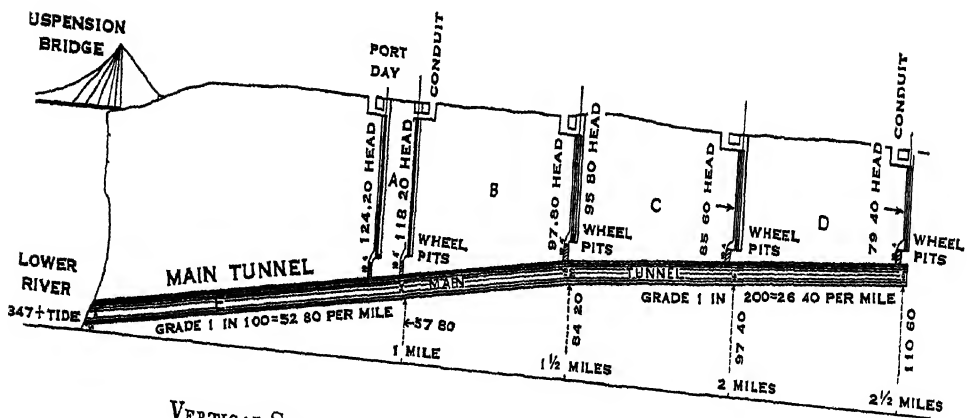 USPENSION
BRIDGE
PORT
DAY
CONDUIT
CONDUIT
124,20 HEAD
A
118 20 HEAD
B
97.80 HEAD
95 80 HEAD
C
85 60 HEAD
D
79 40 HEAD
WHEEL
PITS
WHEEL
PITS
WHEEL
PITS
WHEEL
PITS
LOWER
RIVER
347+TIDE
MAIN TUNNEL
MAIN
TUNNEL
GRADE 1 IN 100=52 80 PER MILE
GRADE 1 IN 200=26 40 PER MILE
57 80
84 20
97 40
110 60
1 MILE
1½ MILES
2 MILES
2½ MILES
VERTICAL S